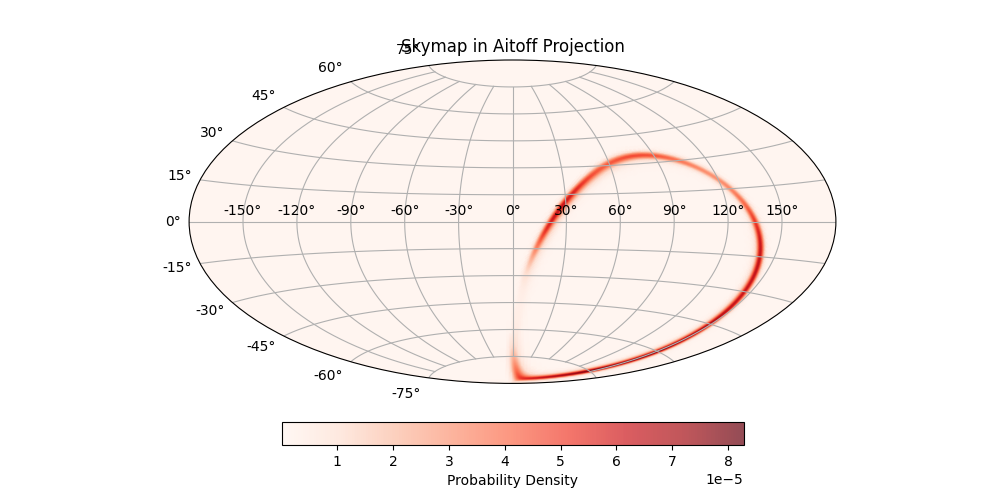 Skymap in Aitoff Projection
75°
60°
45°
30°
15°
0°
-150° -120° -90° -60° -30° 0° 30° 60° 90° 120° 150°
-15°
-30°
-45°
-60°
-75°
1 2 3 4 5 6 7 8
1e−5
Probability Density